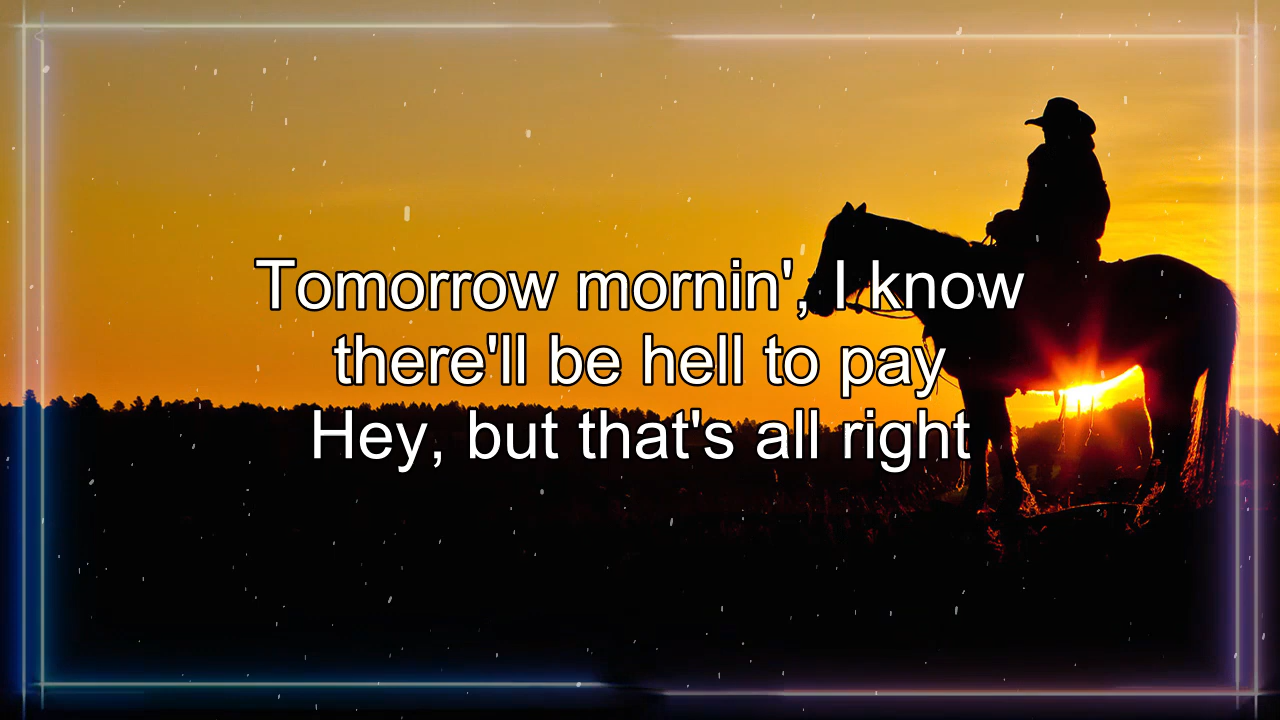 Tomorrow mornin', I know
there'll be hell to pay
Hey, but that's all right